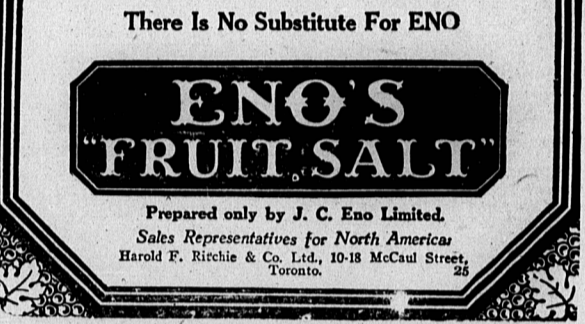 There Is No Substitute For ENO
ENO'S
"FRUIT SALT"
Prepared only by J. C. Eno Limited.
Sales Representatives for North America:
Harold F. Ritchie & Co. Ltd., 10-18 McCaul Street,
Toronto. 25